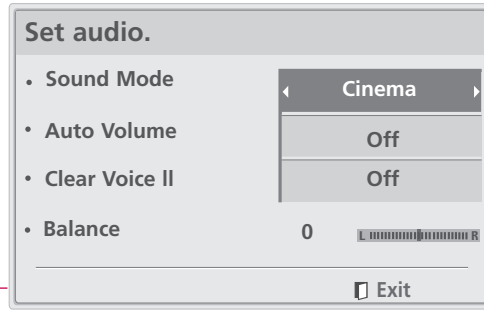 Set audio.
• Sound Mode Cinema
• Auto Volume Off
• Clear Voice ll Off
• Balance 0 L R
Exit